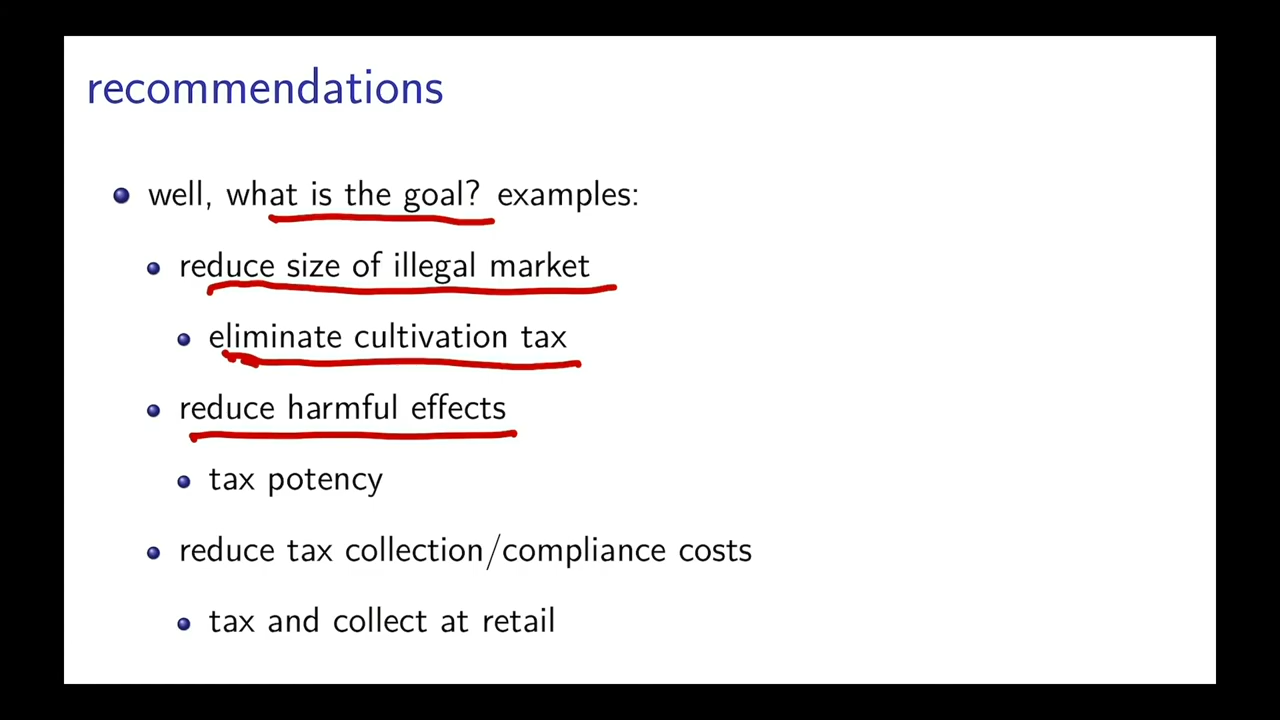 recommendations
well, what is the goal? examples:
reduce size of illegal market
eliminate cultivation tax
reduce harmful effects
tax potency
reduce tax collection/compliance costs
tax and collect at retail